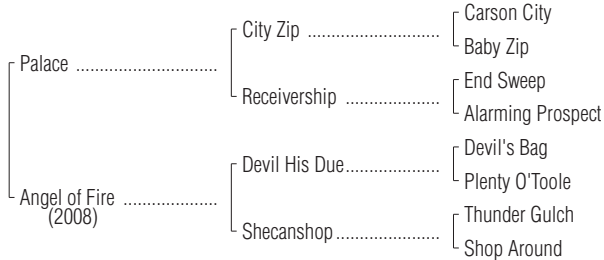 Carson City
City Zip ....................
Baby Zip
Palace .........................
End Sweep
Receivership ..................
Alarming Prospect
Devil's Bag
Devil His Due..................
Plenty O'Toole
Angel of Fire ..................
(2008)
Thunder Gulch
Shecanshop....................
Shop Around